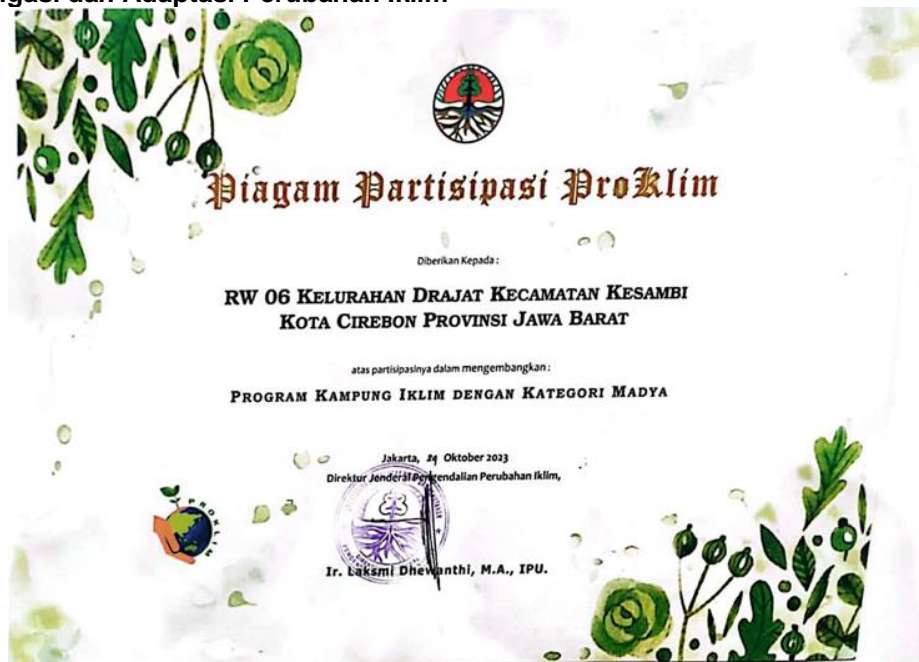 dan Adaptasi Perubahan Iklim
Piagam Partisipasi ProKlim
Diberikan Kepada :
RW 06 KELURAHAN DRAJAT KECAMATAN KESAMBI
KOTA CIREBON PROVINSI JAWA BARAT
atas partisipasinya dalam mengembangkan :
PROGRAM KAMPUNG IKLIM DENGAN KATEGORI MADYA
Jakarta, 24 Oktober 2023
Direktur Jenderal Pengendalian Perubahan Iklim,
Ir. Laksmi Dhewanthi, M.A., IPU.
PROKLIM